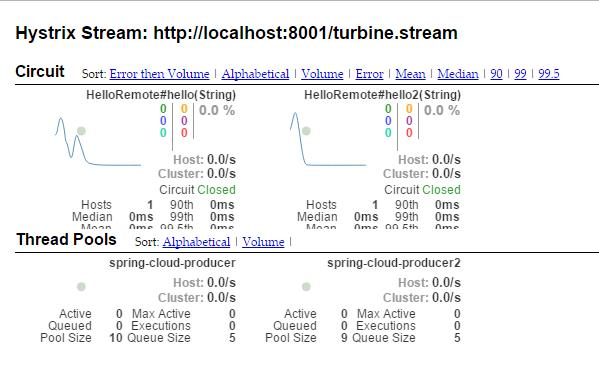 Hystrix Stream: http://localhost:8001/turbine.stream
Circuit Sort: Error then Volume | Alphabetical | Volume | Error | Mean | Median | 90 | 99 | 99.5
HelloRemote#hello(String) HelloRemote#hello2(String)
0 0 0.0 % 0 0 0.0 %
0 0 0 0
0 0 0 0
Host: 0.0/s Host: 0.0/s
Cluster: 0.0/s Cluster: 0.0/s
Circuit Closed Circuit Closed
Hosts 1 90th 0ms Hosts 1 90th 0ms
Median 0ms 99th 0ms Median 0ms 99th 0ms
Mean 0ms 99.5th 0ms Mean 0ms 99.5th 0ms
Thread Pools Sort: Alphabetical | Volume |
spring-cloud-producer spring-cloud-producer2
Host: 0.0/s Host: 0.0/s
Cluster: 0.0/s Cluster: 0.0/s
Active 0 Max Active 0 Active 0 Max Active 0
Queued 0 Executions 0 Queued 0 Executions 0
Pool Size 10 Queue Size 5 Pool Size 9 Queue Size 5